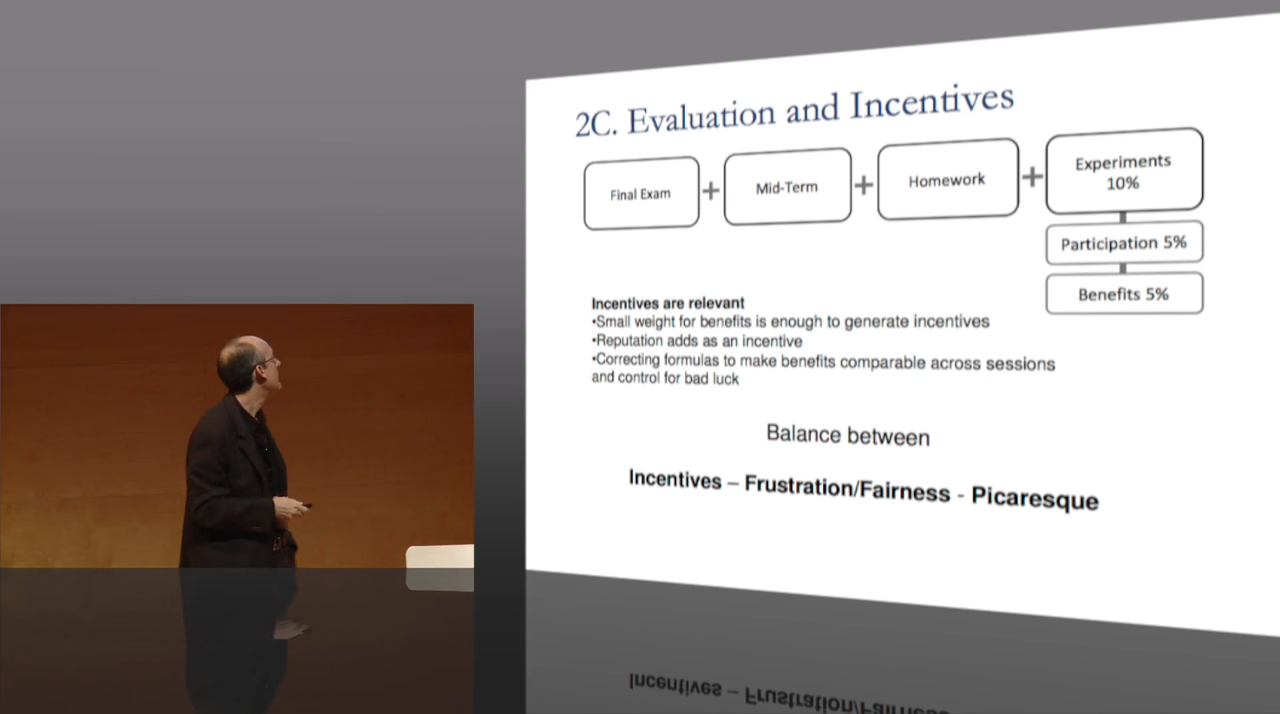 2C. Evaluation and Incentives
Final Exam + Mid-Term + Homework + Experiments
10%
Participation 5%
Benefits 5%
Incentives are relevant
•Small weight for benefits is enough to generate incentives
•Reputation adds as an incentive
•Correcting formulas to make benefits comparable across sessions
and control for bad luck
Balance between
Incentives – Frustration/Fairness - Picaresque